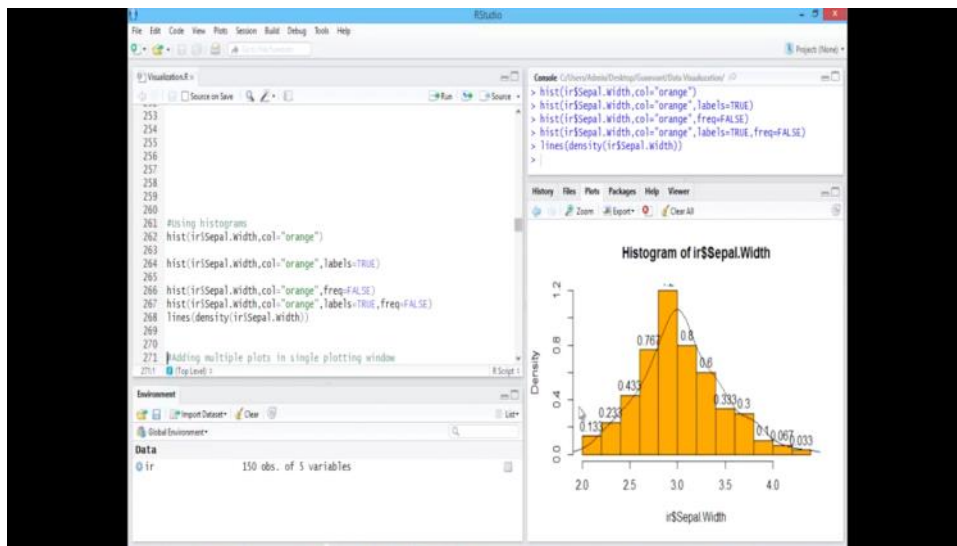 RStudio
File Edit Code View Plots Session Build Debug Tools Help
Project: (None)
Visualization.R
Source on Save
Run
Source
253
254
255
256
257
258
259
260
261 #Using histograms
262 hist(ir$Sepal.Width,col="orange")
263
264 hist(ir$Sepal.Width,col="orange",labels=TRUE)
265
266 hist(ir$Sepal.Width,col="orange",freq=FALSE)
267 hist(ir$Sepal.Width,col="orange",labels=TRUE,freq=FALSE)
268 lines(density(ir$Sepal.Width))
269
270
271 #Adding multiple plots in single plotting window
271:1 (Top Level) R Script
Environment
Import Dataset Clear List
Global Environment
Data
ir 150 obs. of 5 variables
Console C:/Users/Admin/Desktop/
> hist(ir$Sepal.Width,col="orange")
> hist(ir$Sepal.Width,col="orange",labels=TRUE)
> hist(ir$Sepal.Width,col="orange",freq=FALSE)
> hist(ir$Sepal.Width,col="orange",labels=TRUE,freq=FALSE)
> lines(density(ir$Sepal.Width))
>
History Files Plots Packages Help Viewer
Zoom Export Clear All
Histogram of ir$Sepal.Width
Density
0.0 0.4 0.8 1.2
0.133 0.233 0.433 0.767 0.8 0.6 0.333 0.3 0.1 0.067 0.033
2.0 2.5 3.0 3.5 4.0
ir$Sepal.Width